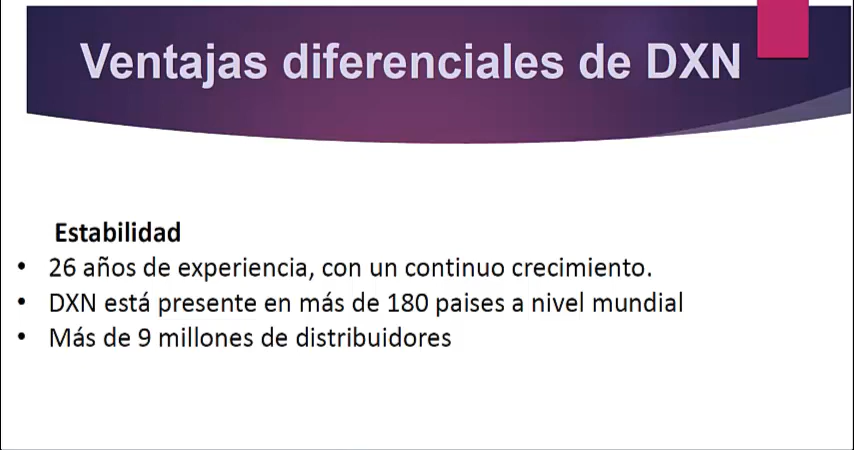 Ventajas diferenciales de DXN
Estabilidad
• 26 años de experiencia, con un continuo crecimiento.
• DXN está presente en más de 180 paises a nivel mundial
• Más de 9 millones de distribuidores